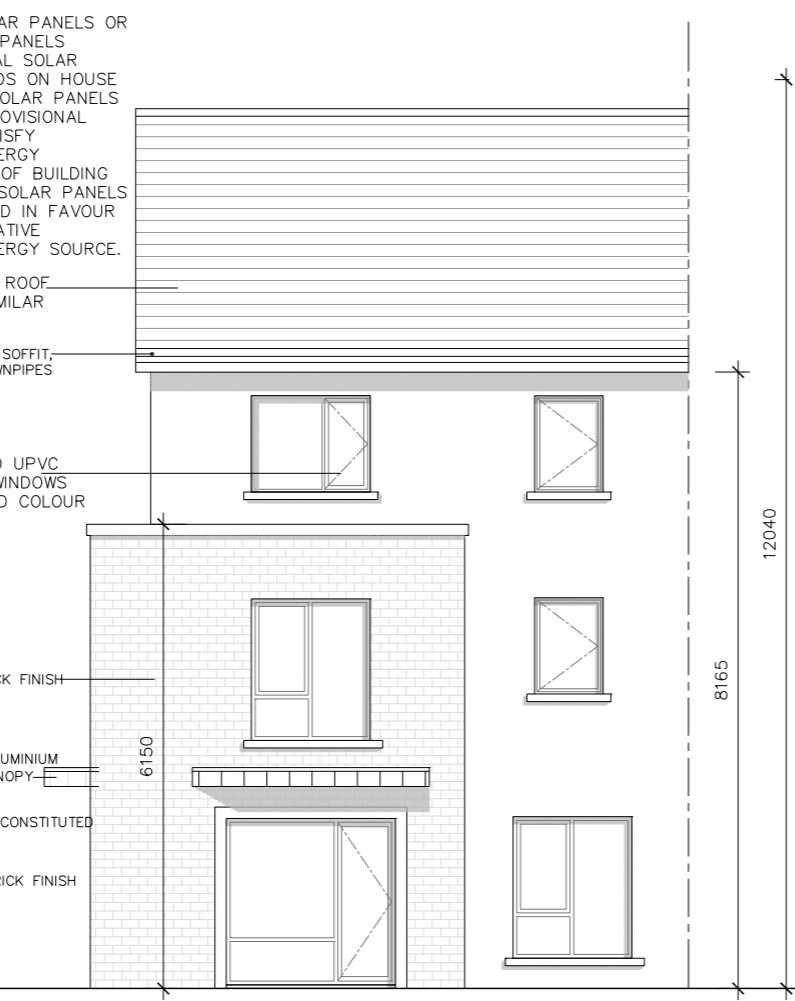 AR PANELS OR
PANELS
AL SOLAR
DS ON HOUSE
SOLAR PANELS
OVISIONAL
ISFY
ERGY
OF BUILDING
SOLAR PANELS
D IN FAVOUR
ATIVE
ERGY SOURCE.
ROOF
MILAR
SOFFIT,
WNPIPES
D UPVC
WINDOWS
D COLOUR
CK FINISH
UMINIUM
NOPY
CONSTITUTED
RICK FINISH
6150
8165
12040